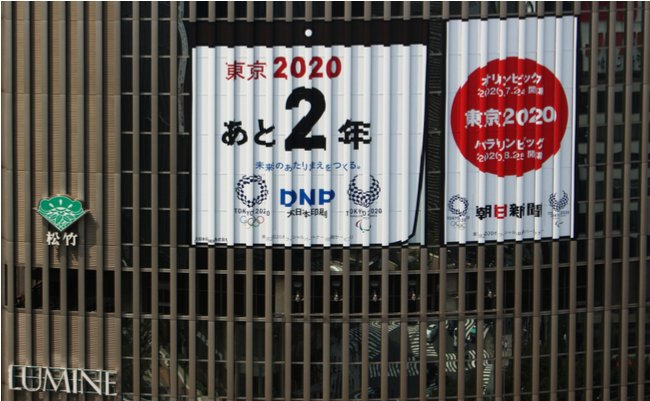 東京2020
あと2年
未来のあたりまえをつくる。
TOKYO 2020
DNP
大日本印刷
TOKYO 2020
オリンピック
2020.7.24 開幕
東京2020
パラリンピック
2020.8.25 開幕
TOKYO 2020
朝日新聞
松竹
LUMINE